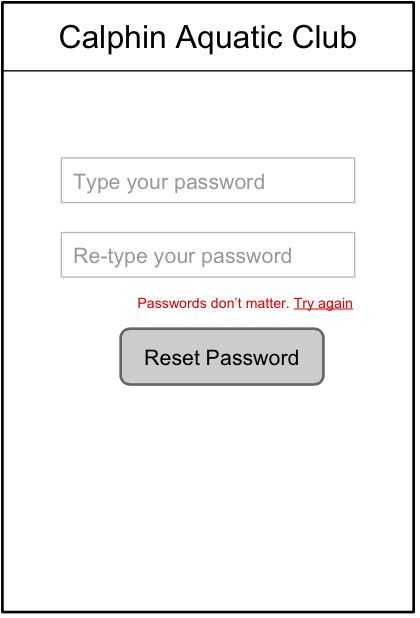 Calphin Aquatic Club
Type your password
Re-type your password
Passwords don't matter. Try again
Reset Password